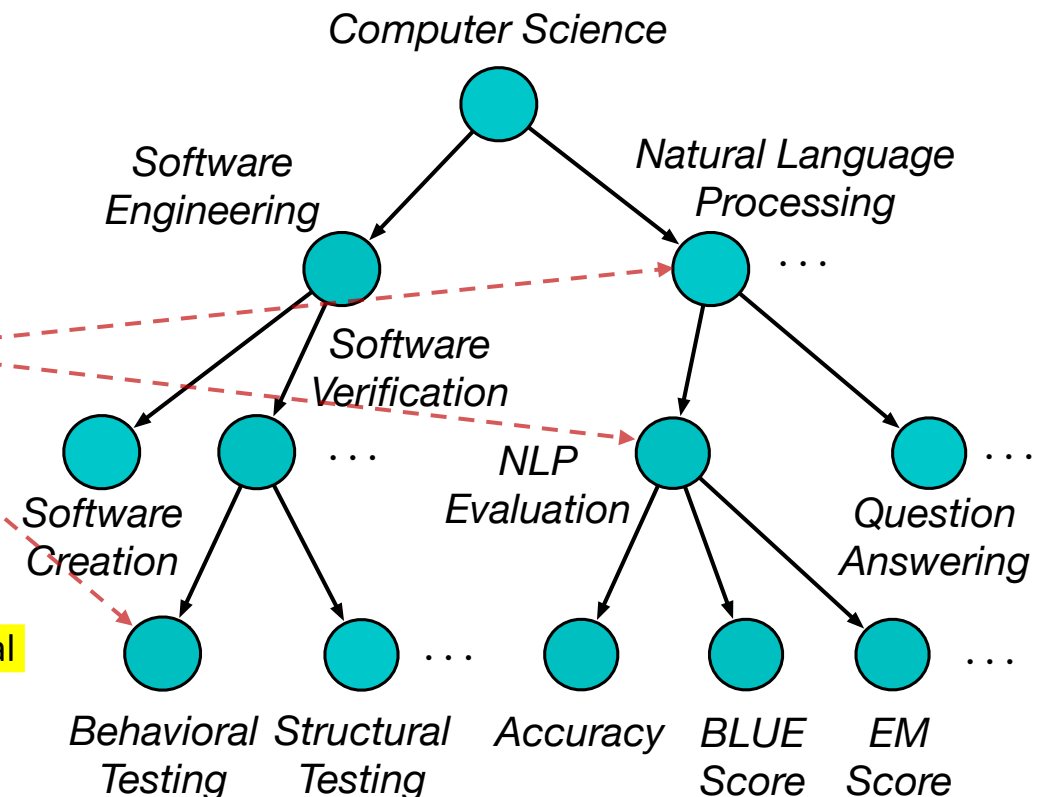 Computer Science
Software
Engineering
Natural Language
Processing
. . .
Software
Verification
. . .
NLP
Evaluation
. . .
Software
Creation
Question
Answering
al
. . .
. . .
Behavioral
Testing
Structural
Testing
Accuracy
BLUE
Score
EM
Score